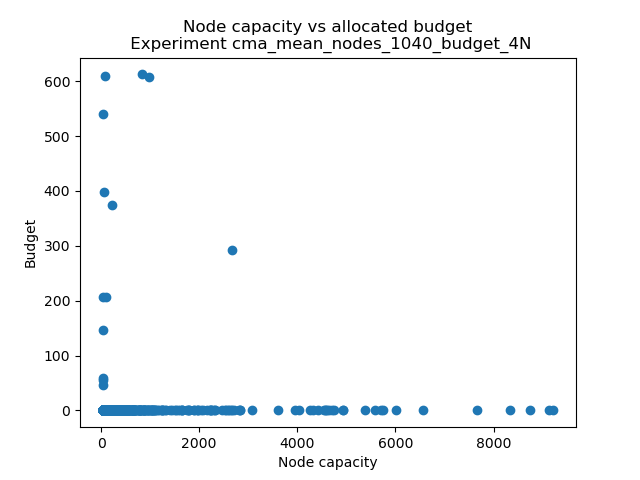 Node capacity vs allocated budget
Experiment cma_mean_nodes_1040_budget_4N
600
500
400
300
200
100
0
Budget
0 2000 4000 6000 8000
Node capacity